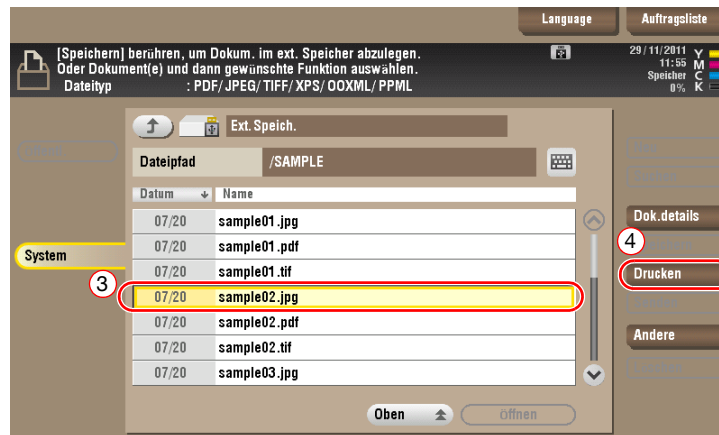 Language
Auftragsliste
[Speichern] berühren, um Dokum. im ext. Speicher abzulegen.
Oder Dokument(e) und dann gewünschte Funktion auswählen.
Dateityp : PDF/JPEG/TIFF/XPS/OOXML/PPML
29/11/2011
11:55
Speicher
0%
Y
M
C
K
Ext. Speich.
Dateipfad /SAMPLE
Datum Name
07/20 sample01.jpg
07/20 sample01.pdf
07/20 sample01.tif
07/20 sample02.jpg
07/20 sample02.pdf
07/20 sample02.tif
07/20 sample03.jpg
System
3
Dok.details
4
Drucken
Andere
Oben
Öffnen